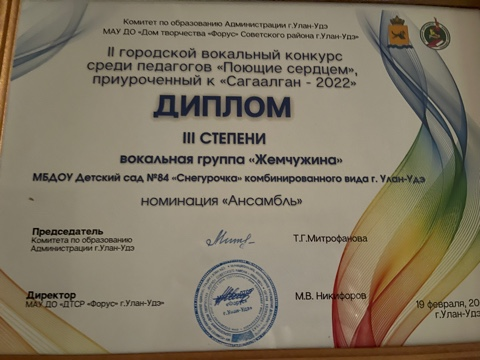 Комитет по образованию Администрации г.Улан-Удэ
МАУ ДО «Дом творчества «Форус» Советского района г.Улан-Удэ»
II городской вокальный конкурс
среди педагогов «Поющие сердцем»,
приуроченный к «Сагаалган - 2022»
ДИПЛОМ
III СТЕПЕНИ
вокальная группа «Жемчужина»
МБДОУ Детский сад №84 «Снегурочка» комбинированного вида г. Улан-Удэ
номинация «Ансамбль»
Председатель
Комитета по образованию
Администрации г.Улан-Удэ
Т.Г.Митрофанова
Директор
МАУ ДО «ДТСР «Форус» г.Улан-Удэ»
М.В. Никифоров
19 февраля, 20
г.Улан-Удэ